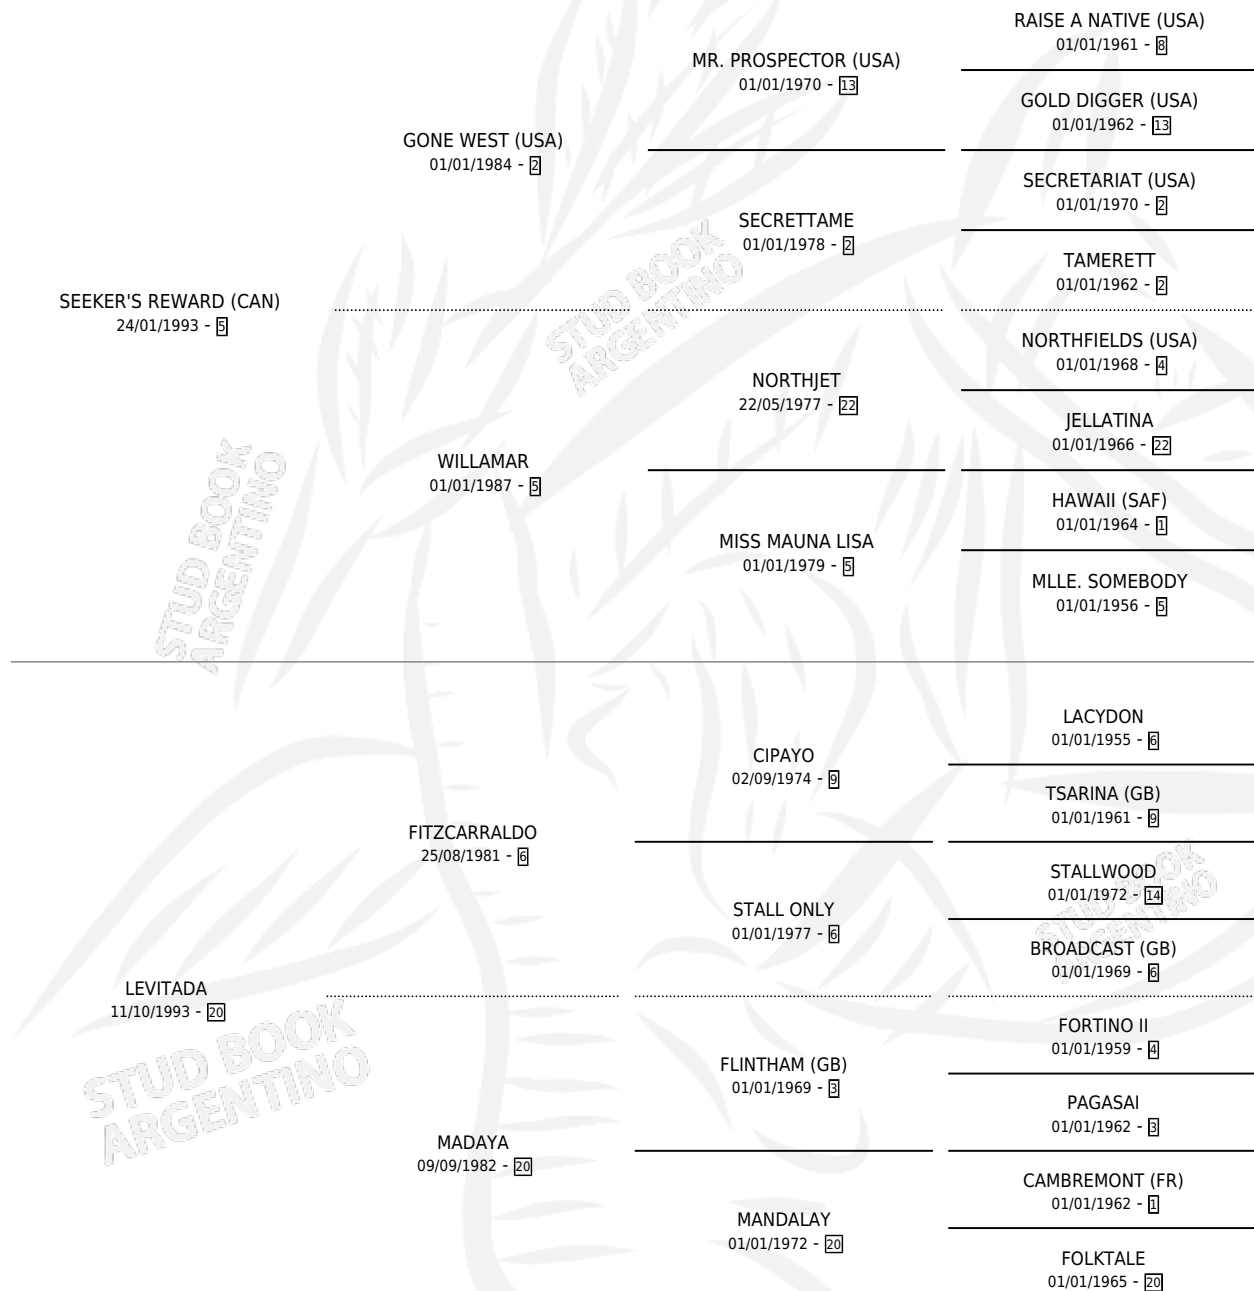 RAISE A NATIVE (USA)
01/01/1961 - 8
MR. PROSPECTOR (USA)
01/01/1970 - 13
GOLD DIGGER (USA)
01/01/1962 - 13
GONE WEST (USA)
01/01/1984 - 2
SECRETARIAT (USA)
01/01/1970 - 2
SECRETTAME
01/01/1978 - 2
TAMERETT
01/01/1962 - 2
SEEKER'S REWARD (CAN)
24/01/1993 - 5
STUD BOOK
ARGENTINO
NORTHFIELDS (USA)
01/01/1968 - 4
NORTHJET
22/05/1977 - 22
JELLATINA
01/01/1966 - 22
WILLAMAR
01/01/1987 - 5
HAWAII (SAF)
01/01/1964 - 1
MISS MAUNA LISA
01/01/1979 - 5
MLLE. SOMEBODY
01/01/1956 - 5
STUD BOOK
ARGENTINO
LACYDON
01/01/1955 - 6
CIPAYO
02/09/1974 - 9
TSARINA (GB)
01/01/1961 - 9
FITZCARRALDO
25/08/1981 - 6
STALLWOOD
01/01/1972 - 14
STALL ONLY
01/01/1977 - 6
BROADCAST (GB)
01/01/1969 - 6
STUD BOOK
ARGENTINO
LEVITADA
11/10/1993 - 20
FORTINO II
01/01/1959 - 4
FLINTHAM (GB)
01/01/1969 - 3
PAGASAI
01/01/1962 - 3
STUD BOOK
ARGENTINO
MADAYA
09/09/1982 - 20
CAMBREMONT (FR)
01/01/1962 - 1
MANDALAY
01/01/1972 - 20
FOLKTALE
01/01/1965 - 20